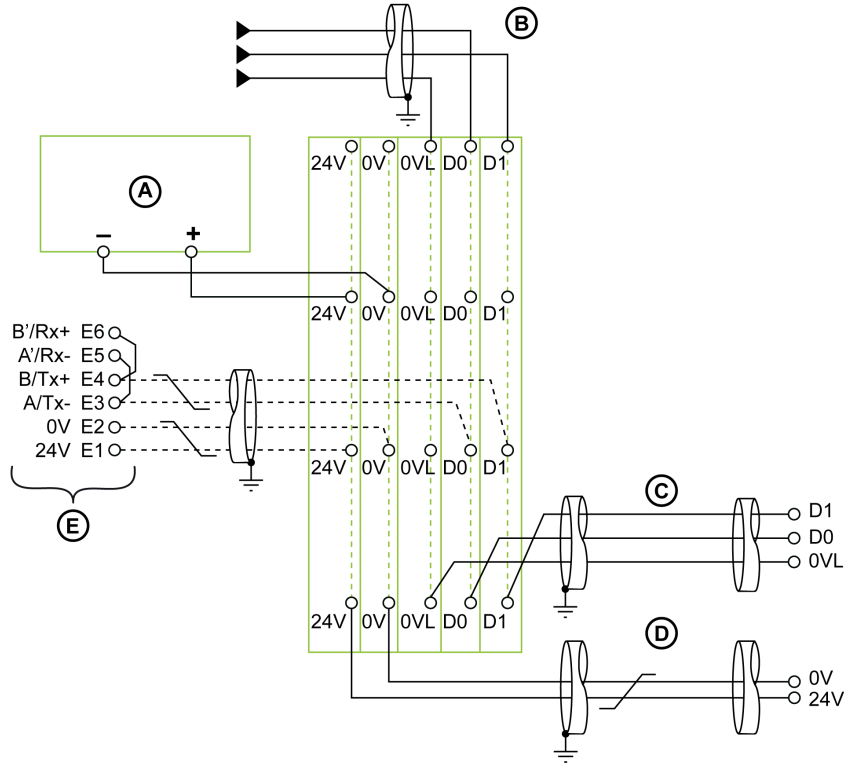 B
24V 0V 0VL D0 D1
A
– +
24V 0V 0VL D0 D1
B’/Rx+ E6
A’/Rx- E5
B/Tx+ E4
A/Tx- E3
0V E2
24V E1
24V 0V 0VL D0 D1
E
C
D1
D0
0VL
24V 0V 0VL D0 D1
D
0V
24V